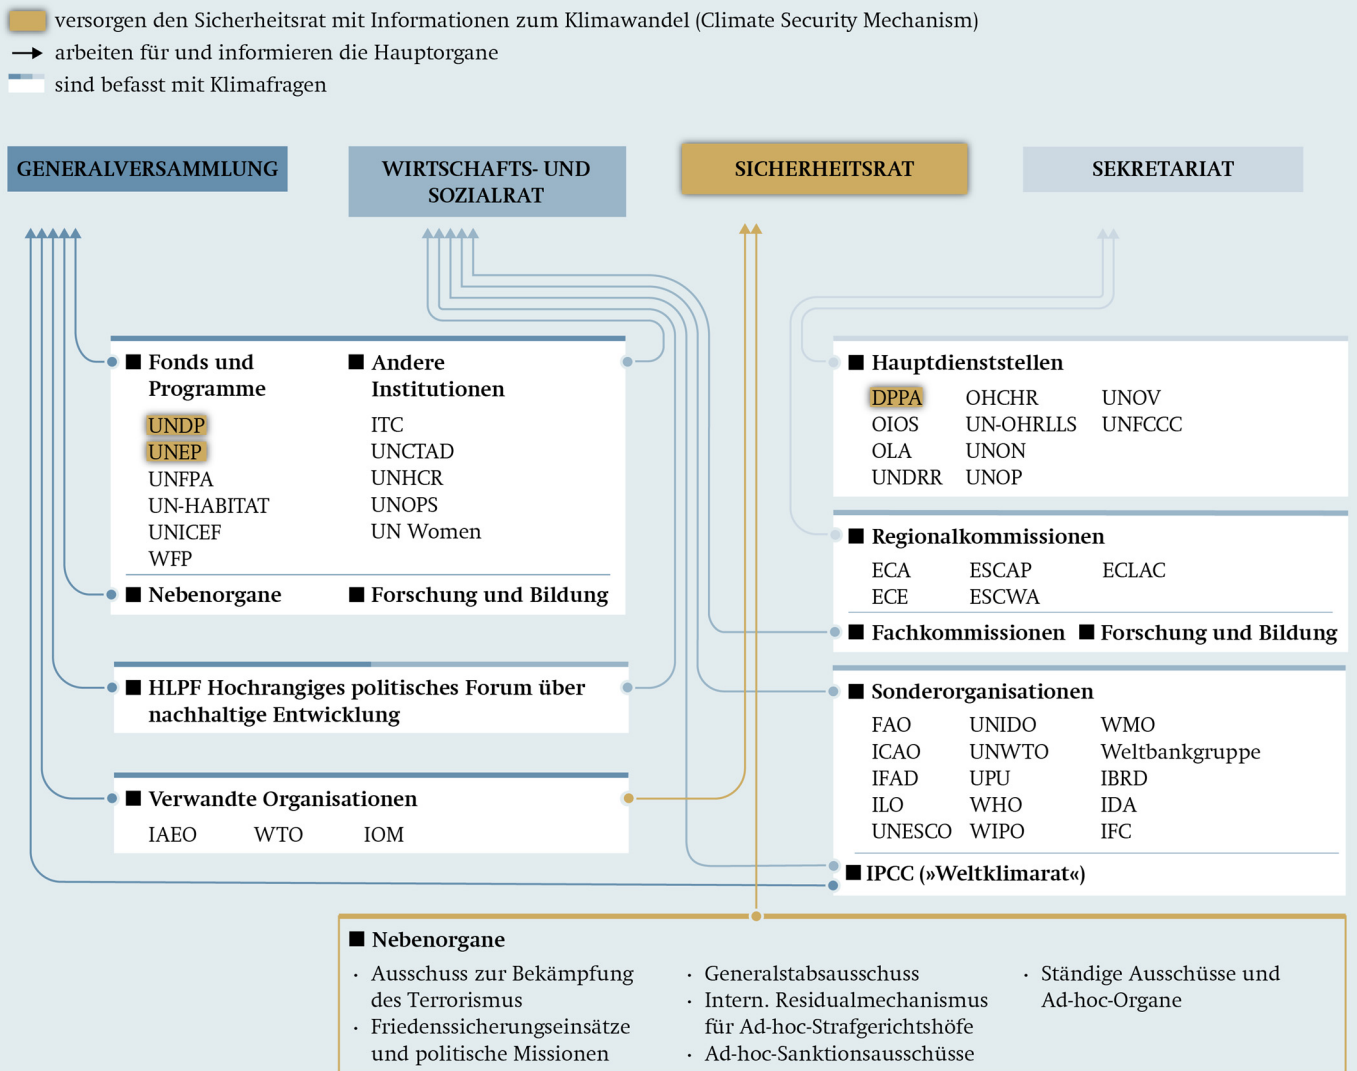 versorgen den Sicherheitsrat mit Informationen zum Klimawandel (Climate Security Mechanism)
arbeiten für und informieren die Hauptorgane
sind befasst mit Klimafragen
GENERALVERSAMMLUNG
WIRTSCHAFTS- UND
SOZIALRAT
SICHERHEITSRAT
SEKRETARIAT
Fonds und
Programme
UNDP
UNEP
UNFPA
UN-HABITAT
UNICEF
WFP
Andere
Institutionen
ITC
UNCTAD
UNHCR
UNOPS
UN Women
Nebenorgane
Forschung und Bildung
HLPF Hochrangiges politisches Forum über
nachhaltige Entwicklung
Verwandte Organisationen
IAEO WTO IOM
Hauptdienststellen
DPPA OHCHR UNOV
OIOS UN-OHRLLS UNFCCC
OLA UNON
UNDRR UNOP
Regionalkommissionen
ECA ESCAP ECLAC
ECE ESCWA
Fachkommissionen
Forschung und Bildung
Sonderorganisationen
FAO UNIDO WMO
ICAO UNWTO Weltbankgruppe
IFAD UPU IBRD
ILO WHO IDA
UNESCO WIPO IFC
IPCC (»Weltklimarat«)
Nebenorgane
· Ausschuss zur Bekämpfung
des Terrorismus
· Friedenssicherungseinsätze
und politische Missionen
· Generalstabsausschuss
· Intern. Residualmechanismus
für Ad-hoc-Strafgerichtshöfe
· Ad-hoc-Sanktionsausschüsse
· Ständige Ausschüsse und
Ad-hoc-Organe